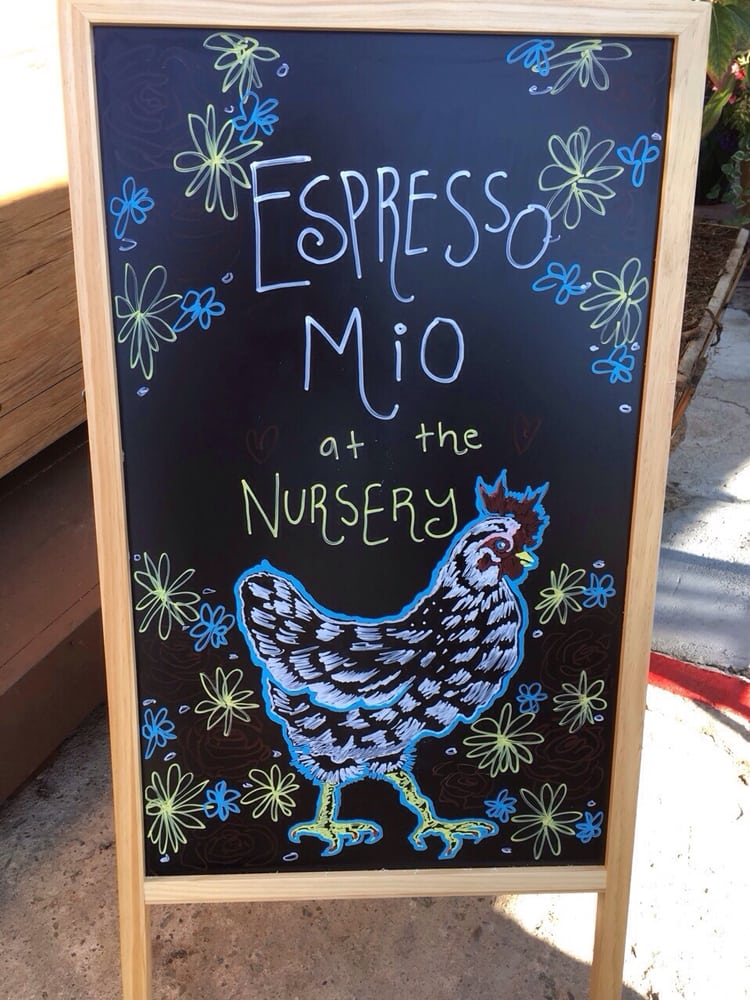 ESPRESSO
MiO
at the
NURSERY